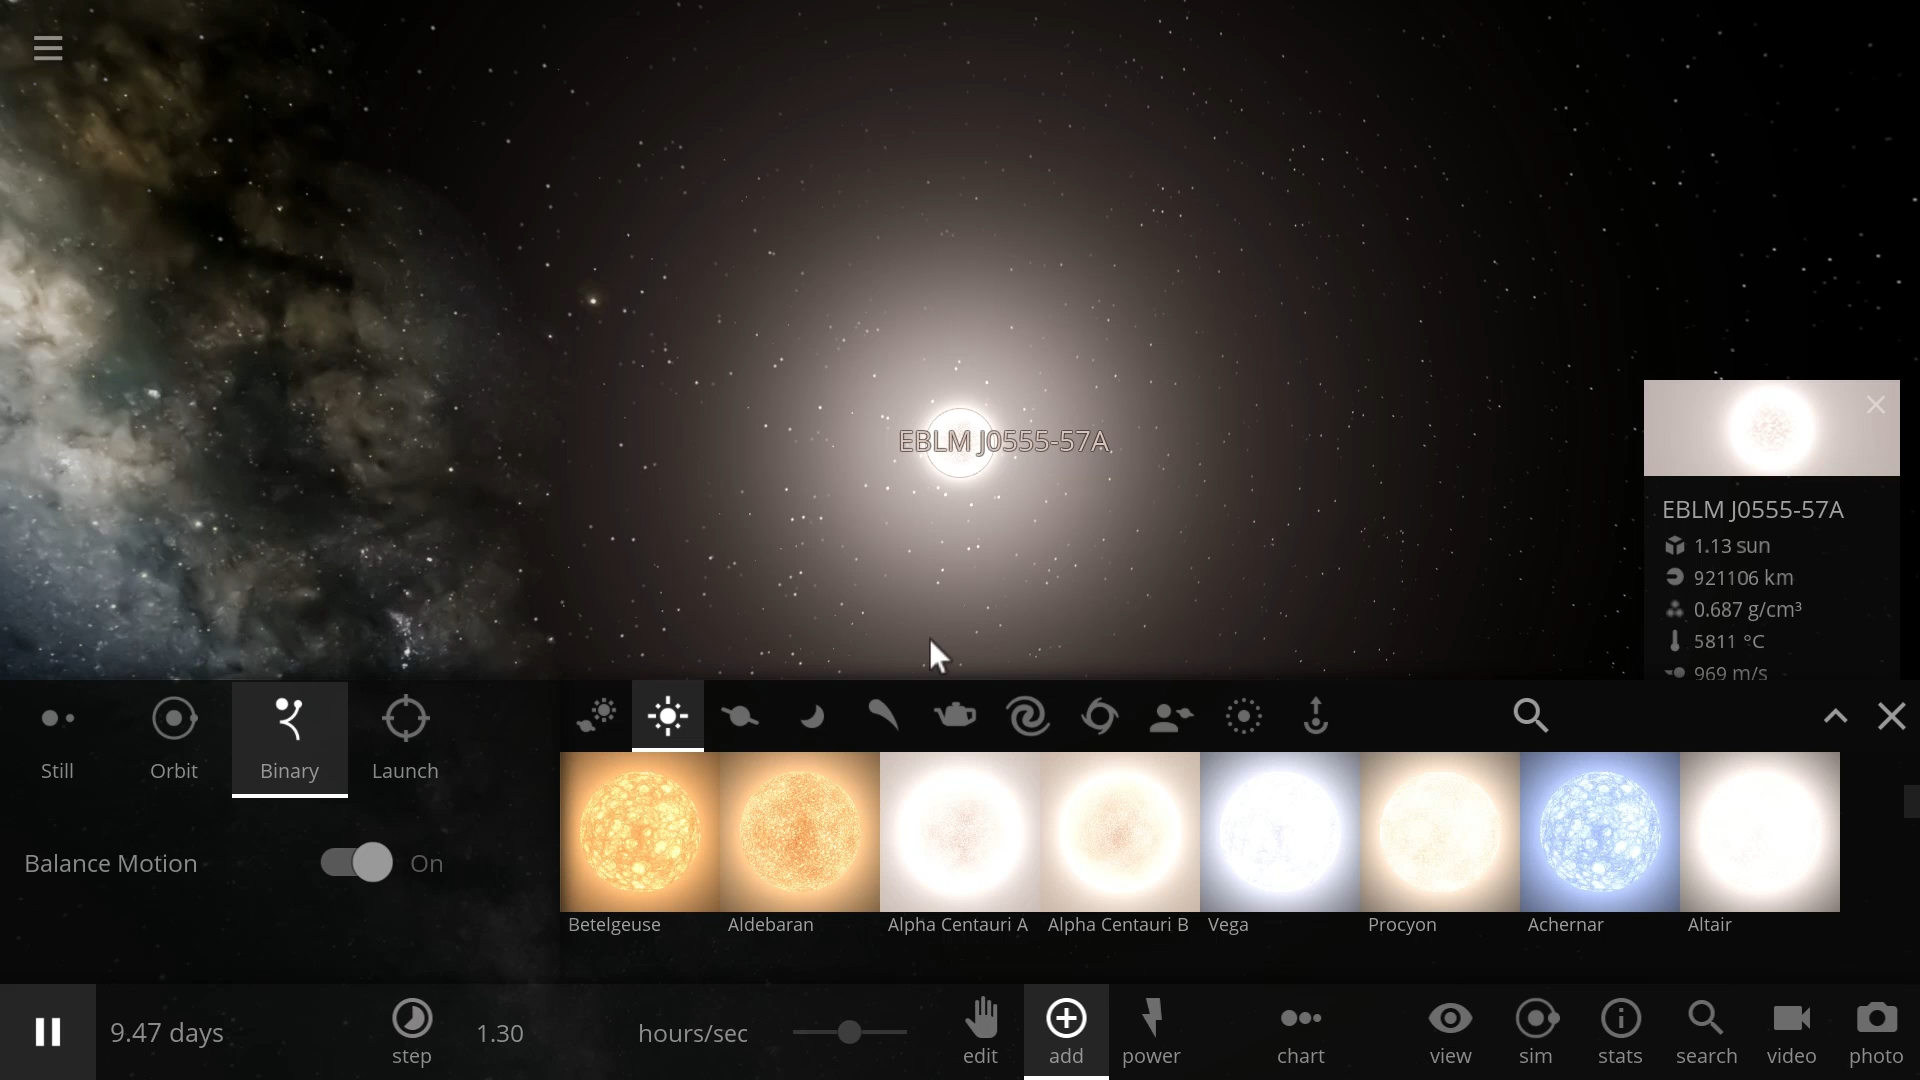 EBLM J0555-57A
EBLM J0555-57A
1.13 sun
921106 km
0.687 g/cm³
5811 °C
969 m/s
Still
Orbit
Binary
Launch
Balance Motion
On
Betelgeuse
Aldebaran
Alpha Centauri A
Alpha Centauri B
Vega
Procyon
Achernar
Altair
9.47 days
step
1.30
hours/sec
edit
add
power
chart
view
sim
stats
search
video
photo